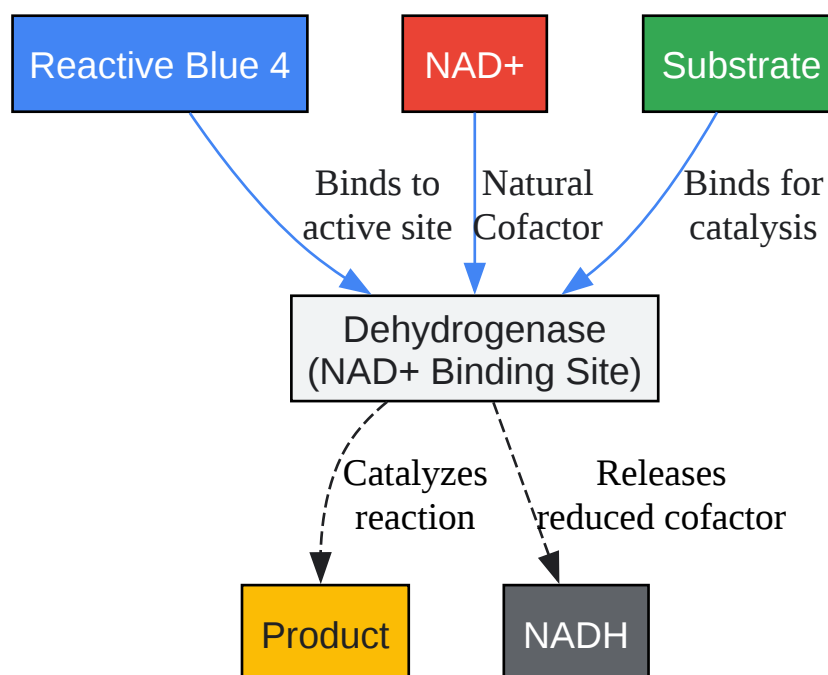 Reactive Blue 4
NAD+
Substrate
Binds to
active site
Natural
Cofactor
Binds for
catalysis
Dehydrogenase
(NAD+ Binding Site)
Catalyzes
reaction
Releases
reduced cofactor
Product
NADH